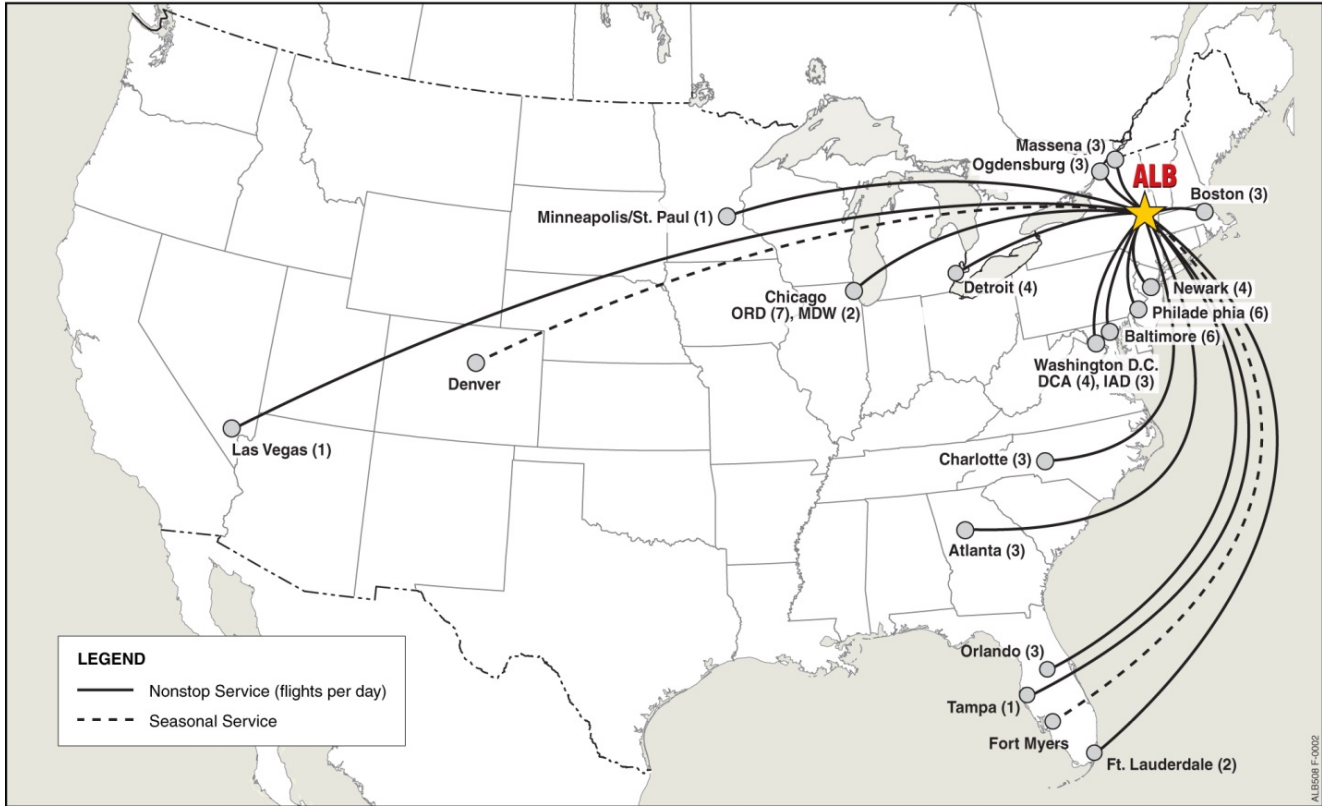 Massena (3)
Ogdensburg (3)
ALB
Boston (3)
Minneapolis/St. Paul (1)
Detroit (4)
Newark (4)
Chicago
ORD (7), MDW (2)
Philade phia (6)
Baltimore (6)
Washington D.C.
DCA (4), IAD (3)
Denver
Las Vegas (1)
Charlotte (3)
Atlanta (3)
Orlando (3)
Tampa (1)
Fort Myers
Ft. Lauderdale (2)
LEGEND
Nonstop Service (flights per day)
Seasonal Service
ALB508 F-0002